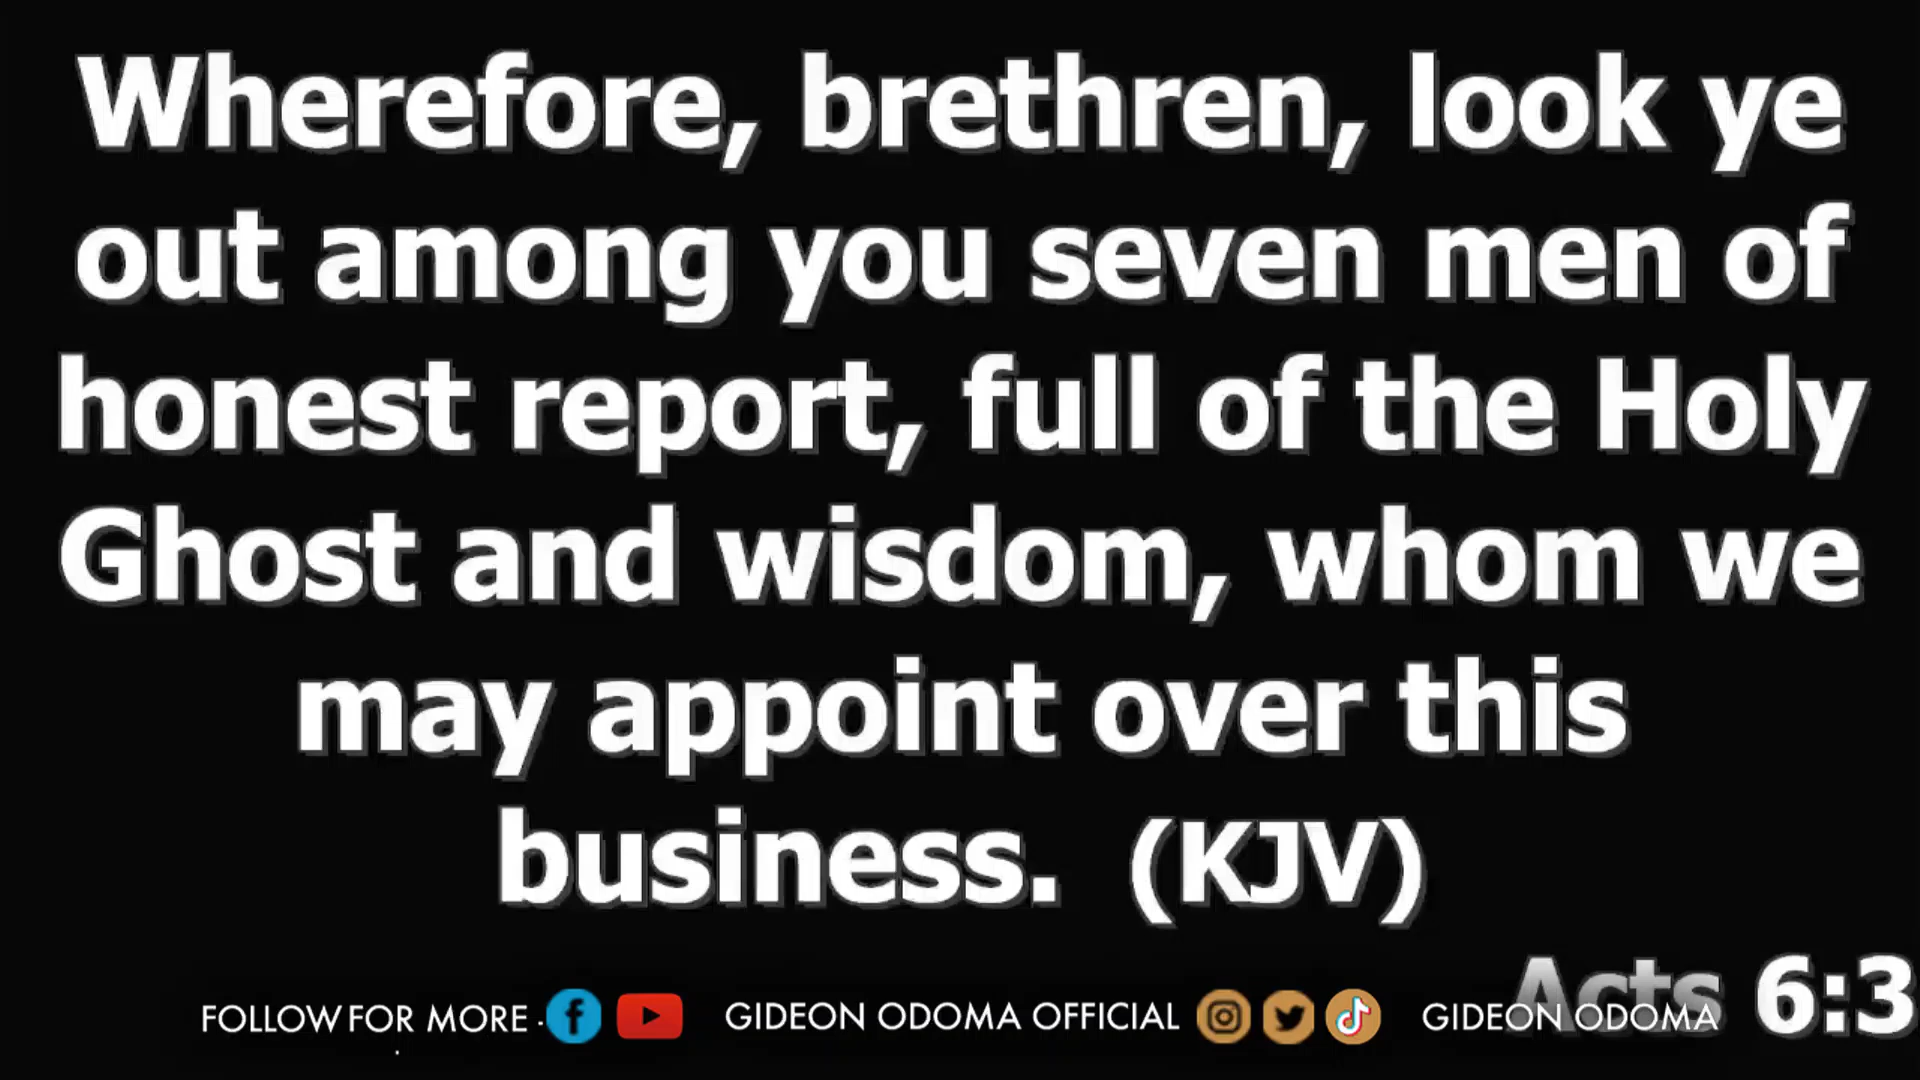 Wherefore, brethren, look ye
out among you seven men of
honest report, full of the Holy
Ghost and wisdom, whom we
may appoint over this
business. (KJV)
Acts 6:3
FOLLOW FOR MORE - GIDEON ODOMA OFFICIAL GIDEON ODOMA